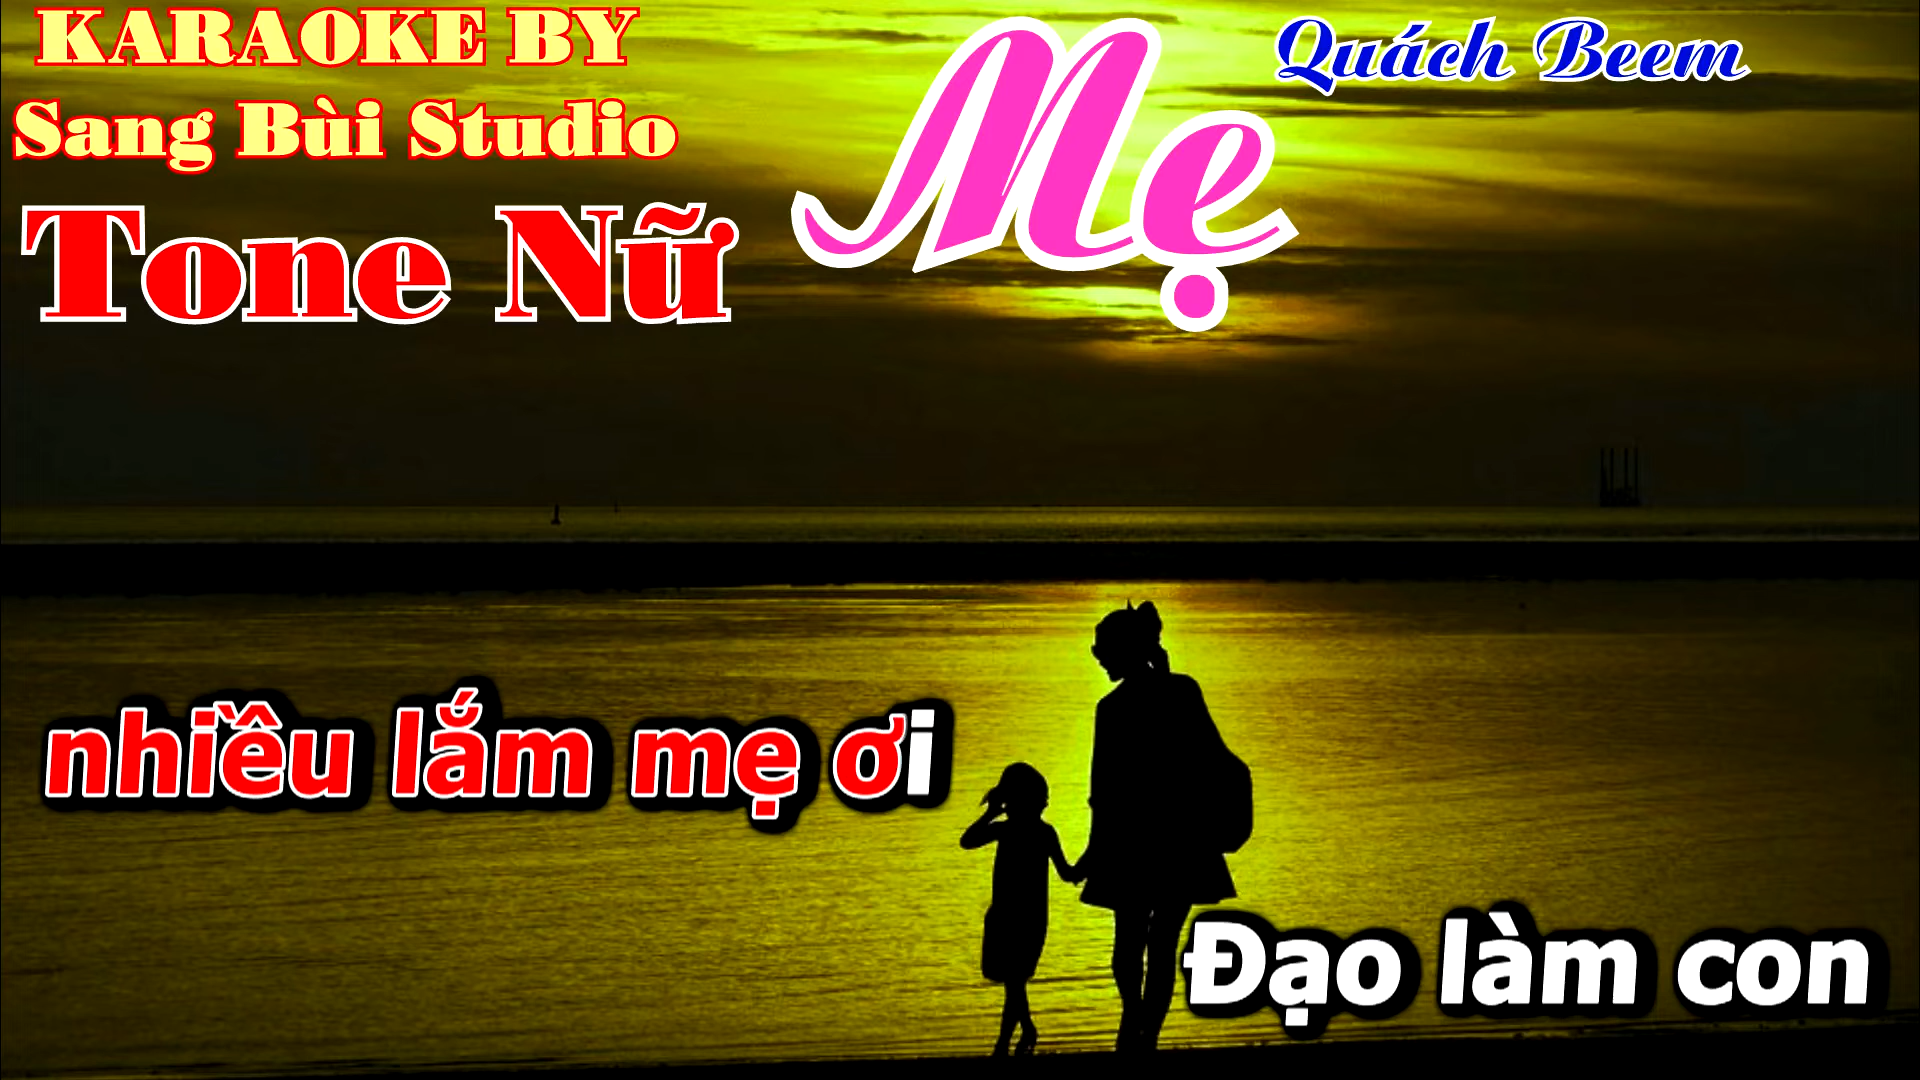 KARAOKE BY
Sang Bùi Studio
Tone Nữ
Mẹ
Quách Beem
nhiều lắm mẹ ơi
Đạo làm con